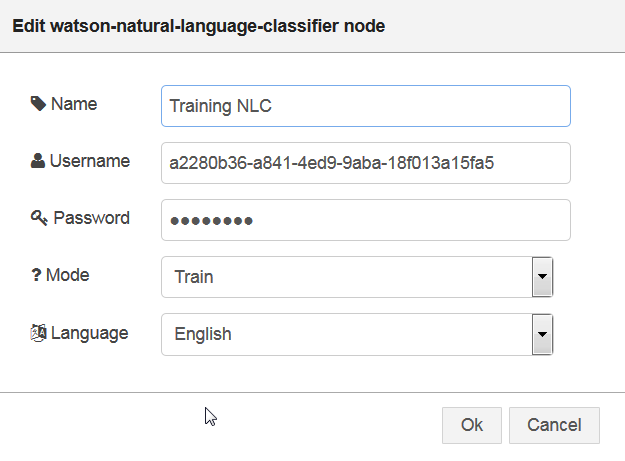 Edit watson-natural-language-classifier node
Name Training NLC
Username a2280b36-a841-4ed9-9aba-18f013a15fa5
Password ●●●●●●●●
? Mode Train
Language English
Ok Cancel